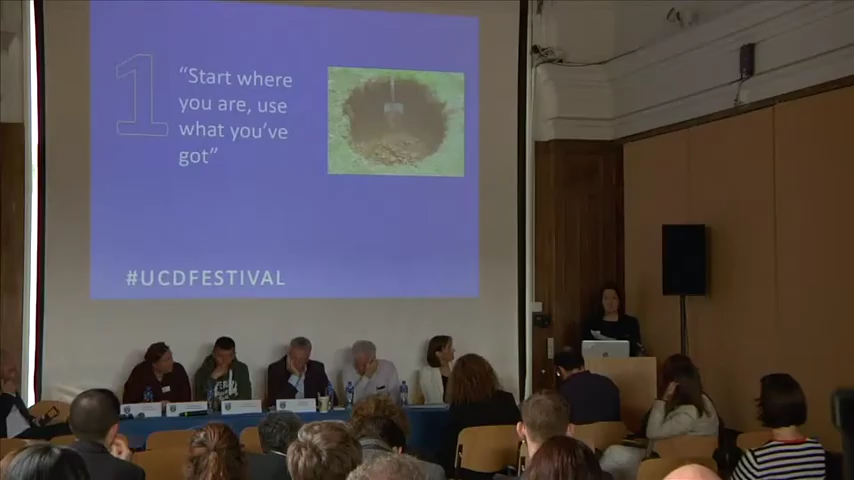 1
“Start where
you are, use
what you’ve
got”
#UCDFESTIVAL